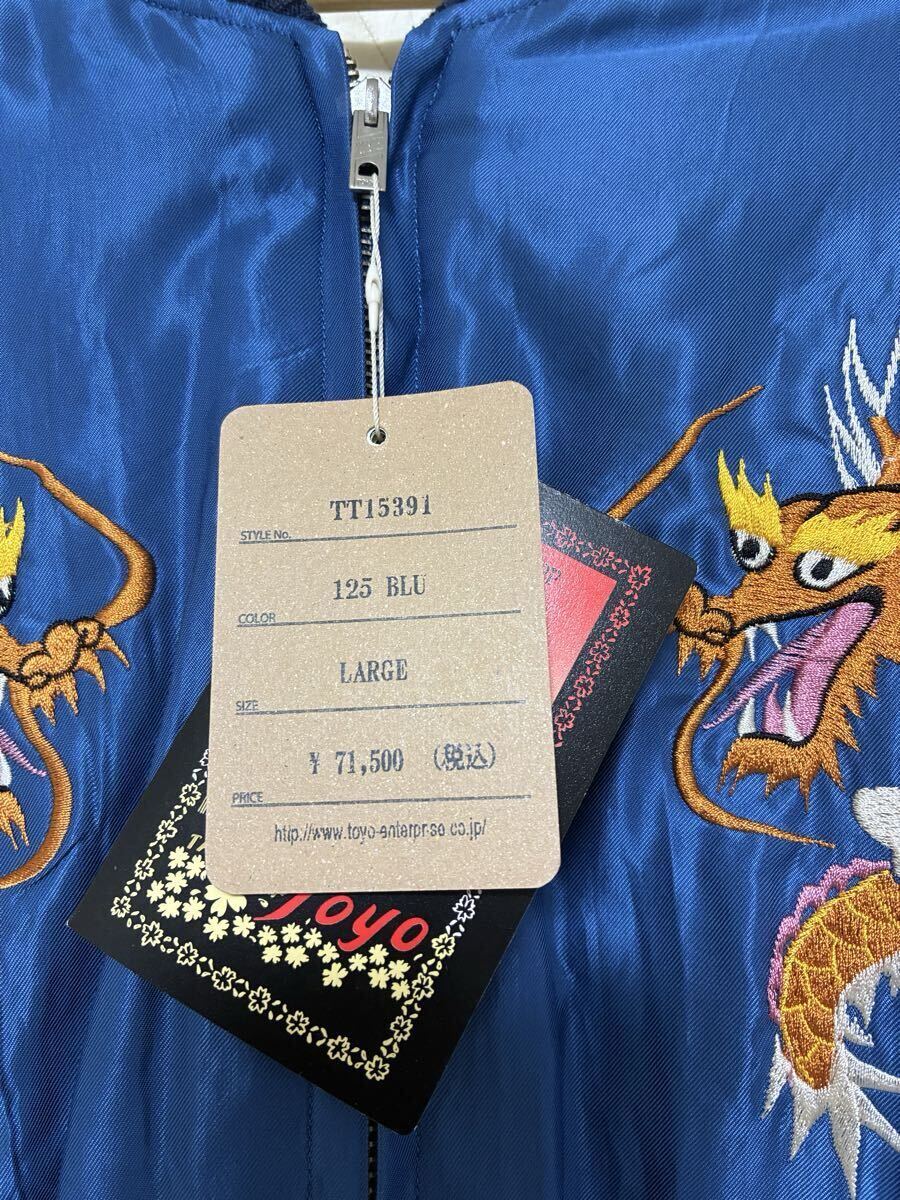 TT15391
STYLE No.
125 BLU
COLOR
LARGE
SIZE
¥ 71,500 (税込)
PRICE
http://www.toyo-enterprise.co.jp/
Toyo